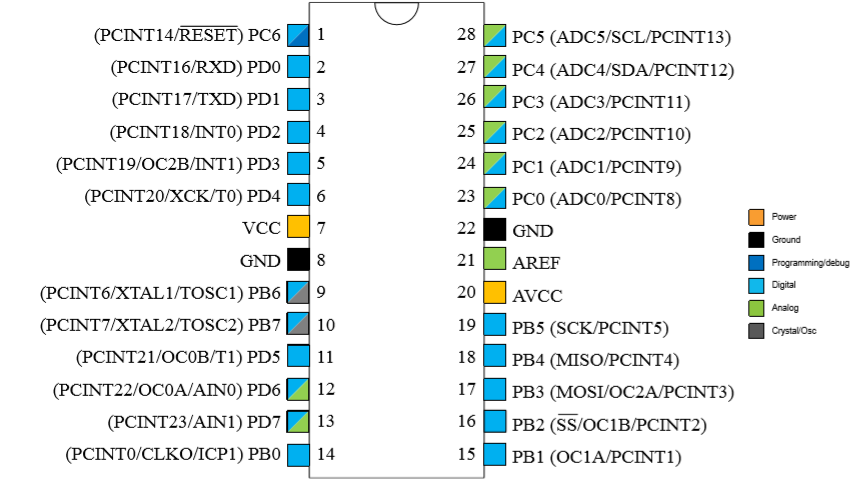 (PCINT14/RESET) PC6 1
28 PC5 (ADC5/SCL/PCINT13)
(PCINT16/RXD) PD0 2
27 PC4 (ADC4/SDA/PCINT12)
(PCINT17/TXD) PD1 3
26 PC3 (ADC3/PCINT11)
(PCINT18/INT0) PD2 4
25 PC2 (ADC2/PCINT10)
(PCINT19/OC2B/INT1) PD3 5
24 PC1 (ADC1/PCINT9)
(PCINT20/XCK/T0) PD4 6
23 PC0 (ADC0/PCINT8)
VCC 7
22 GND
GND 8
21 AREF
(PCINT6/XTAL1/TOSC1) PB6 9
20 AVCC
(PCINT7/XTAL2/TOSC2) PB7 10
19 PB5 (SCK/PCINT5)
(PCINT21/OC0B/T1) PD5 11
18 PB4 (MISO/PCINT4)
(PCINT22/OC0A/AIN0) PD6 12
17 PB3 (MOSI/OC2A/PCINT3)
(PCINT23/AIN1) PD7 13
16 PB2 (SS/OC1B/PCINT2)
(PCINT0/CLKO/ICP1) PB0 14
15 PB1 (OC1A/PCINT1)
Power
Ground
Programming/debug
Digital
Analog
Crystal/Osc